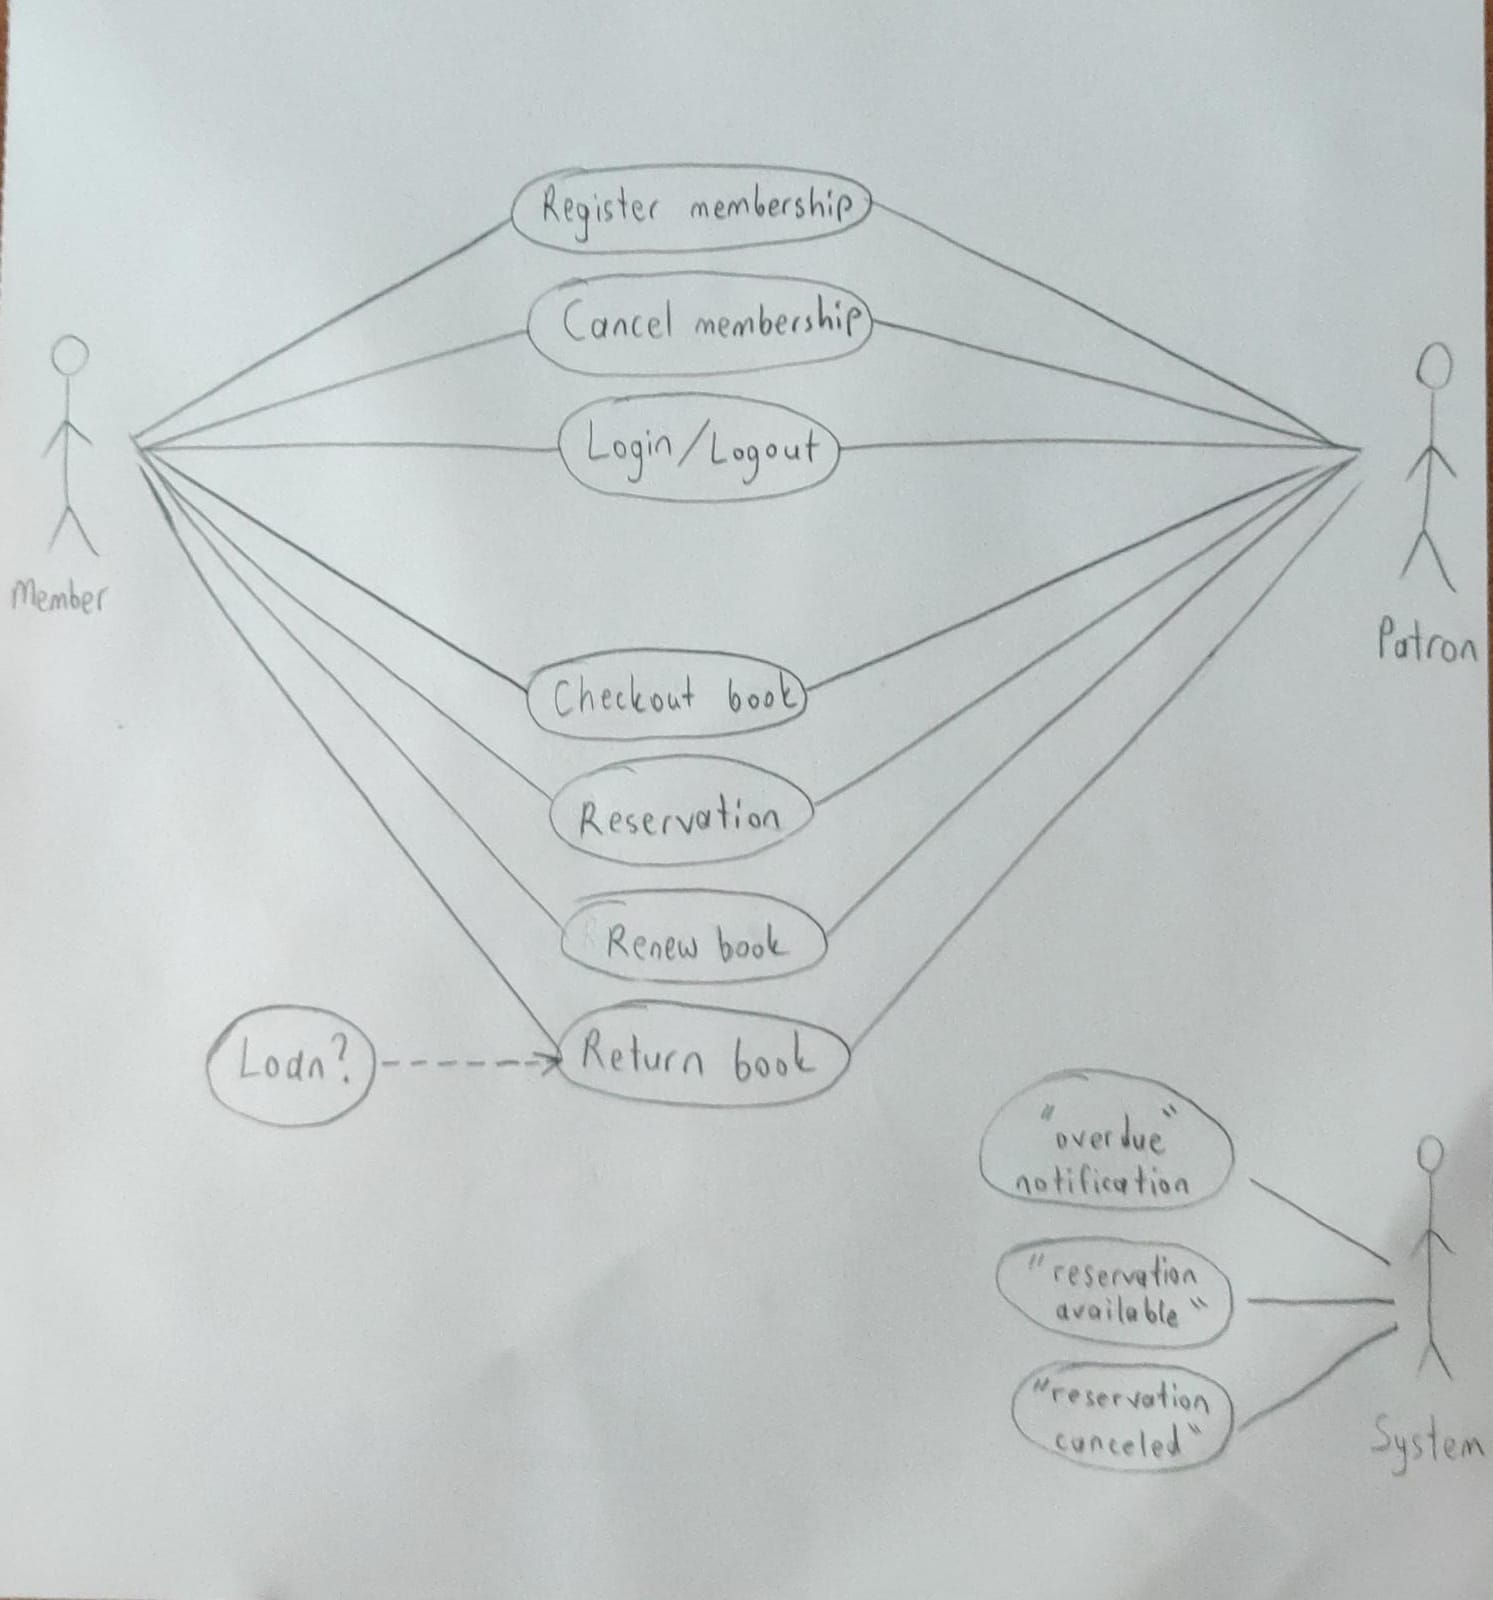 Register membership
Cancel membership
Login/Logout
Member
Patron
Checkout book
Reservation
Renew book
Loan?
Return book
"overdue"
notification
"reservation
available"
"reservation
canceled"
System